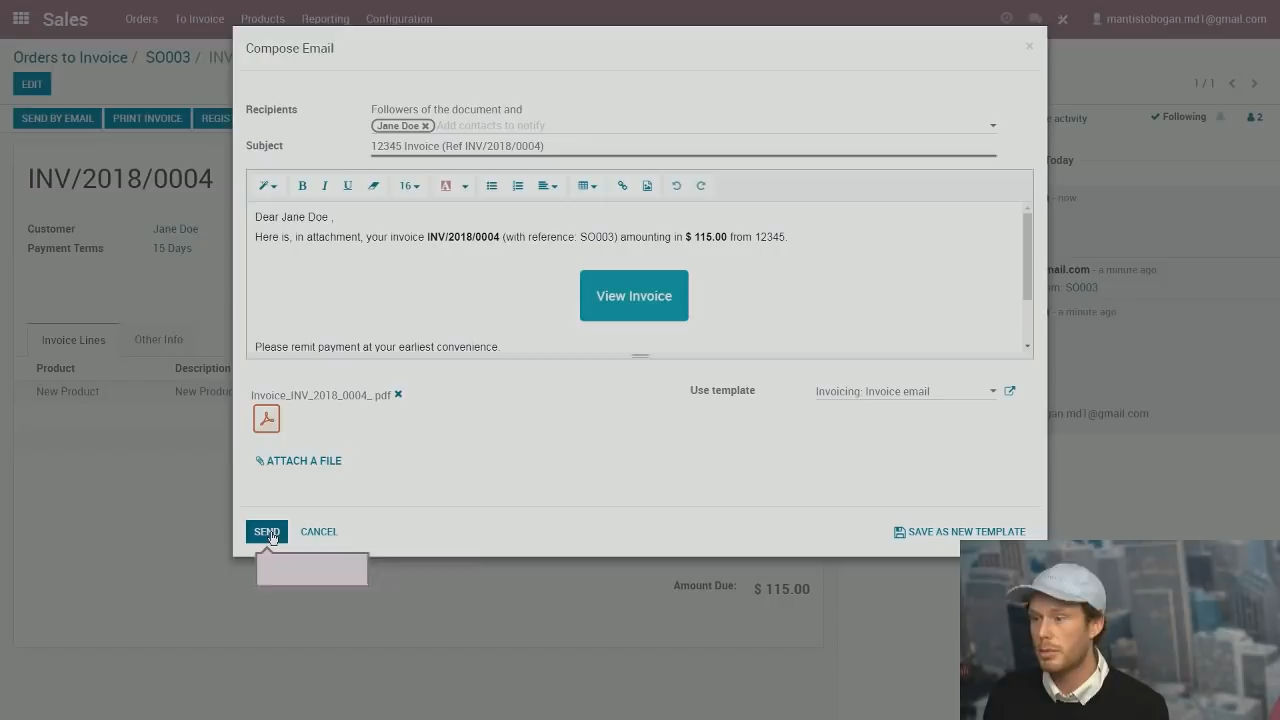 Sales Orders To Invoice Products Reporting Configuration mantistobogan.md1@gmail.com
Orders to Invoice / SO003 /
EDIT
1 / 1
SEND BY EMAIL PRINT INVOICE
Following 2
Compose Email ×
Recipients Followers of the document and
Jane Doe × Add contacts to notify
Subject 12345 Invoice (Ref INV/2018/0004)
B I U 16 A
Dear Jane Doe ,
Here is, in attachment, your invoice INV/2018/0004 (with reference: SO003) amounting in $ 115.00 from 12345.
View Invoice
Please remit payment at your earliest convenience.
Invoice_INV_2018_0004_.pdf ×
Use template Invoicing: Invoice email
ATTACH A FILE
SEND CANCEL SAVE AS NEW TEMPLATE
INV/2018/0004
Customer Jane Doe
Payment Terms 15 Days
Invoice Lines Other Info
Product Description
New Product
Amount Due: $ 115.00
Today
- now
- a minute ago
SO003
- a minute ago